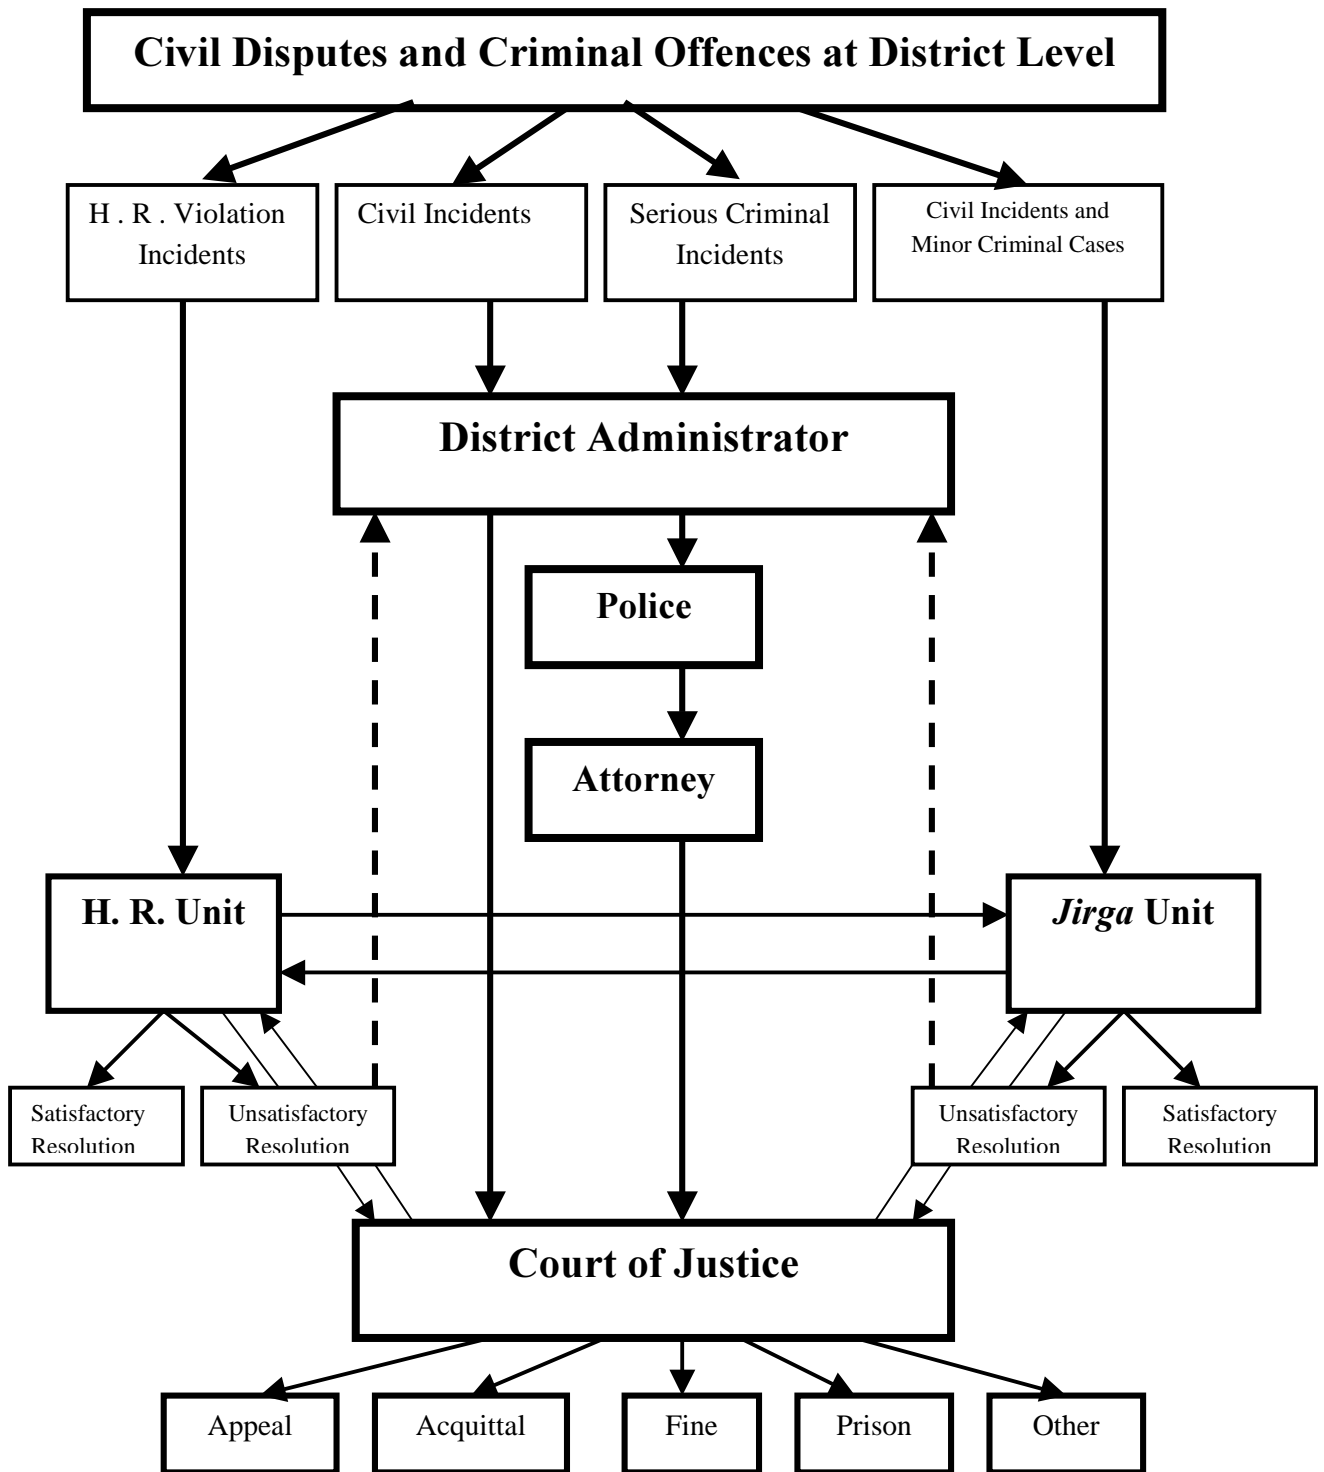 Civil Disputes and Criminal Offences at District Level
H . R . Violation
Incidents
Civil Incidents
Serious Criminal
Incidents
Civil Incidents and
Minor Criminal Cases
District Administrator
Police
Attorney
H. R. Unit
Jirga Unit
Satisfactory
Resolution
Unsatisfactory
Resolution
Unsatisfactory
Resolution
Satisfactory
Resolution
Court of Justice
Appeal
Acquittal
Fine
Prison
Other